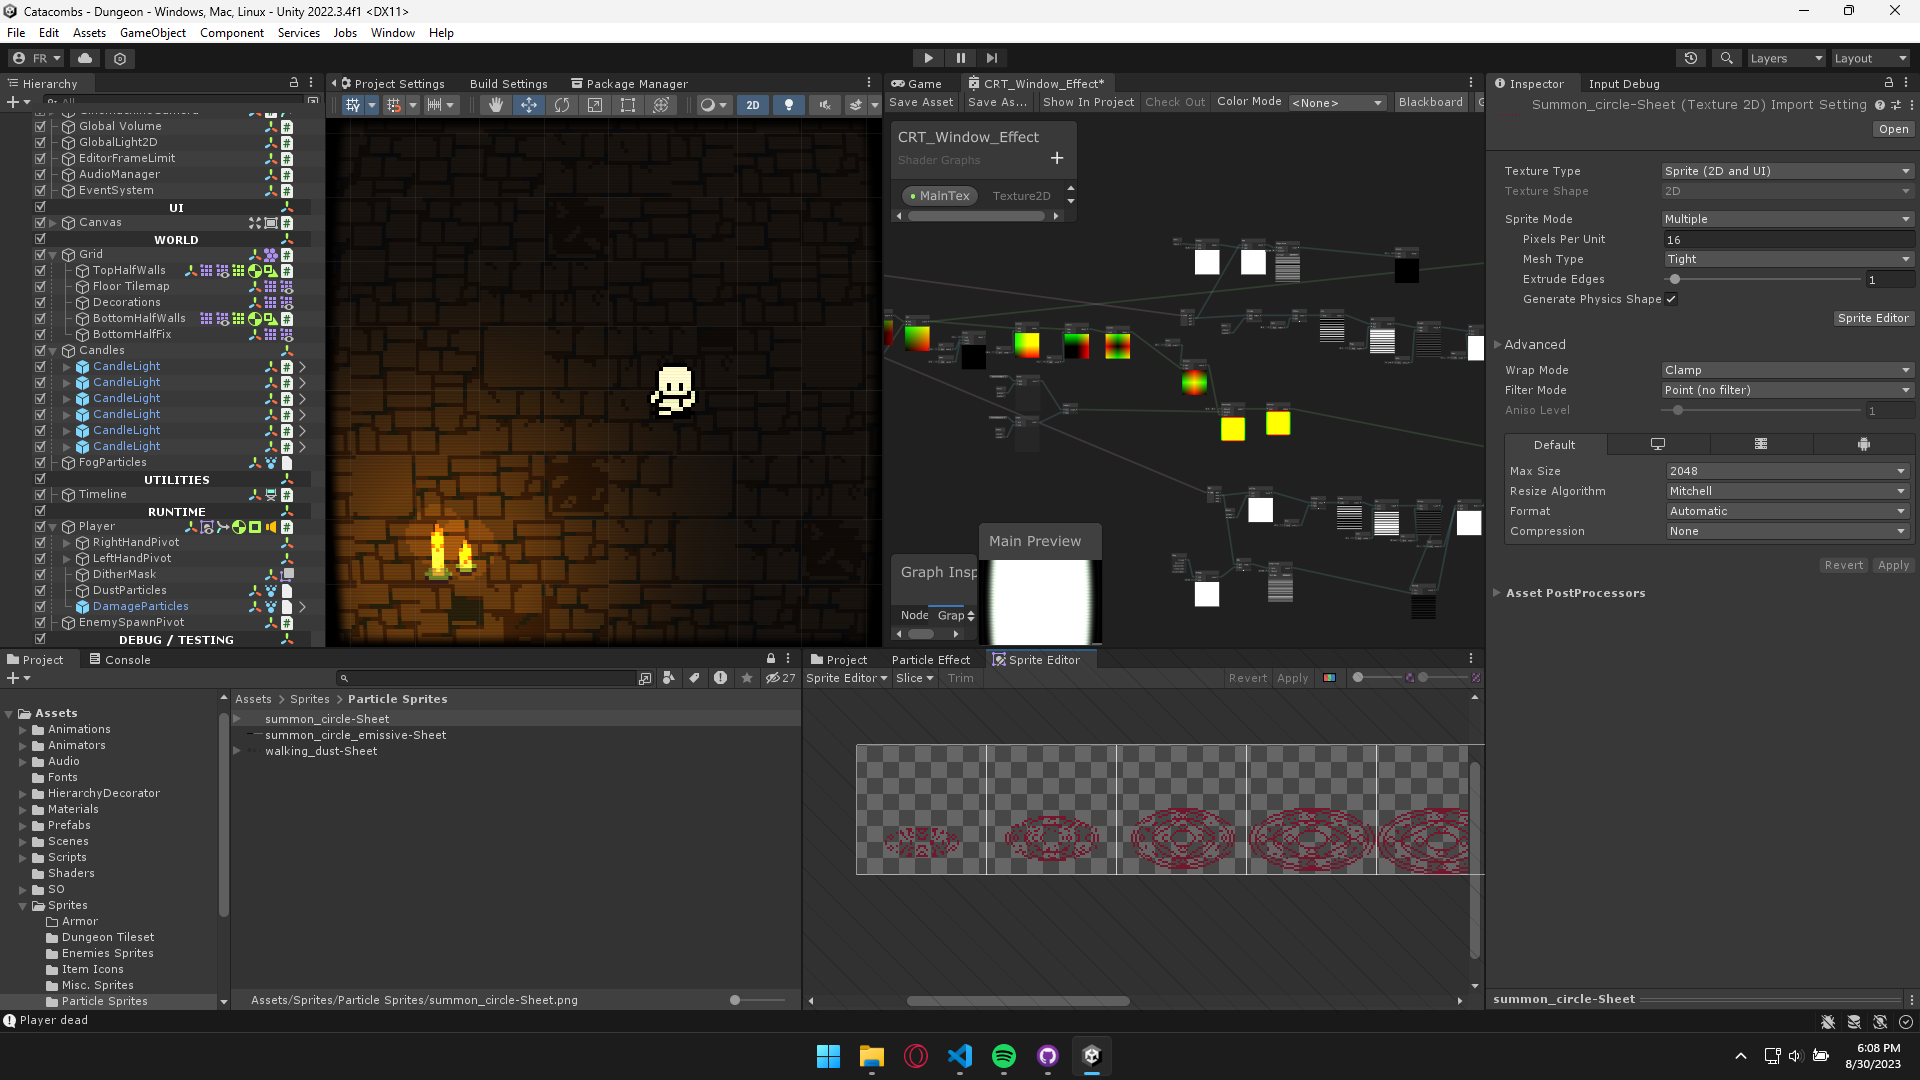 Catacombs - Dungeon - Windows, Mac, Linux - Unity 2022.3.4f1 <DX11>
File Edit Assets GameObject Component Services Jobs Window Help
FR Layers Layout
Hierarchy
All
Global Volume
GlobalLight2D
EditorFrameLimit
AudioManager
EventSystem
UI
Canvas
WORLD
Grid
TopHalfWalls
Floor Tilemap
Decorations
BottomHalfWalls
BottomHalfFix
Candles
CandleLight
CandleLight
CandleLight
CandleLight
CandleLight
CandleLight
FogParticles
UTILITIES
Timeline
RUNTIME
Player
RightHandPivot
LeftHandPivot
DitherMask
DustParticles
DamageParticles
EnemySpawnPivot
DEBUG / TESTING
Project Settings Build Settings Package Manager
2D
Game CRT_Window_Effect*
Save Asset Save As... Show In Project Check Out Color Mode <None> Blackboard
CRT_Window_Effect
Shader Graphs
MainTex Texture2D
Graph Insp
Node Grap
Main Preview
Inspector Input Debug
Summon_circle-Sheet (Texture 2D) Import Setting
Open
Texture Type Sprite (2D and UI)
Texture Shape 2D
Sprite Mode Multiple
Pixels Per Unit 16
Mesh Type Tight
Extrude Edges 1
Generate Physics Shape
Sprite Editor
Advanced
Wrap Mode Clamp
Filter Mode Point (no filter)
Aniso Level 1
Default
Max Size 2048
Resize Algorithm Mitchell
Format Automatic
Compression None
Revert Apply
Asset PostProcessors
summon_circle-Sheet
Project Console
27
Assets
Animations
Animators
Audio
Fonts
HierarchyDecorator
Materials
Prefabs
Scenes
Scripts
Shaders
SO
Sprites
Armor
Dungeon Tileset
Enemies Sprites
Item Icons
Misc. Sprites
Particle Sprites
Assets > Sprites > Particle Sprites
summon_circle-Sheet
summon_circle_emissive-Sheet
walking_dust-Sheet
Assets/Sprites/Particle Sprites/summon_circle-Sheet.png
Project Particle Effect Sprite Editor
Sprite Editor Slice Trim Revert Apply
Player dead
6:08 PM
8/30/2023